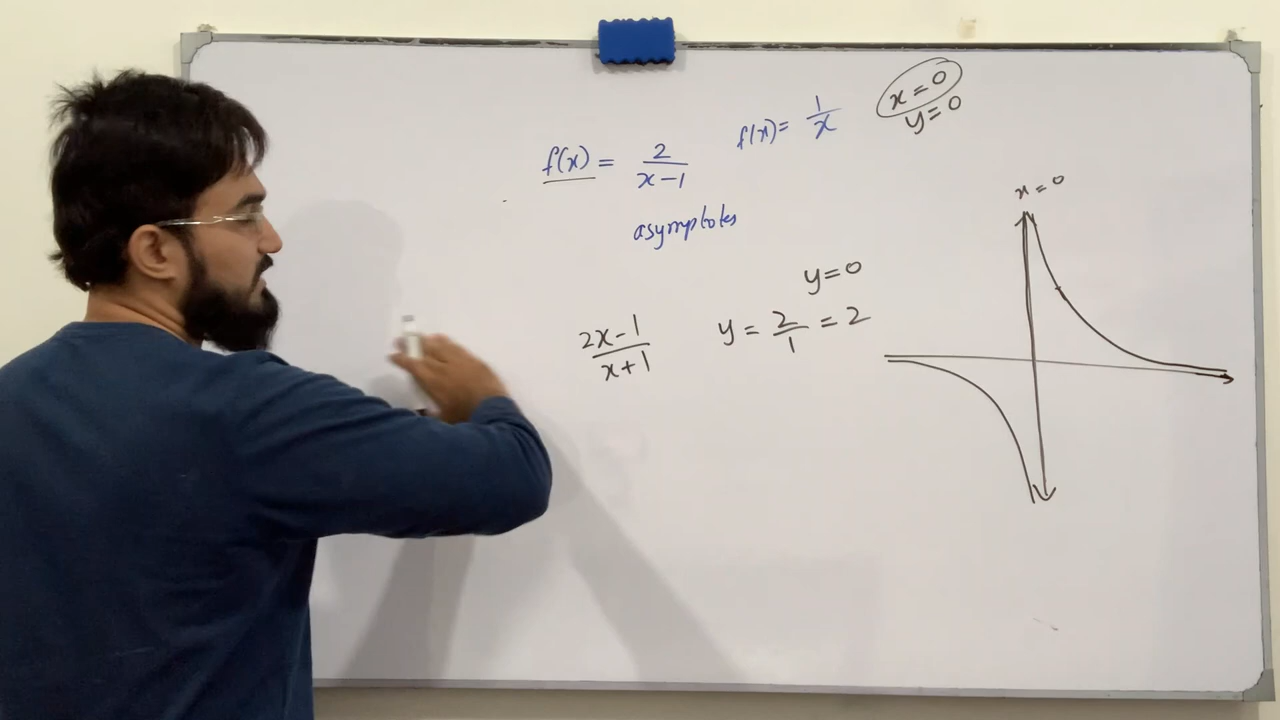 f(x) = 2/(x-1)
f(x) = 1/x
x = 0
y = 0
asymptotes
x = 0
y = 0
(2x-1)/(x+1)
y = 2/1 = 2